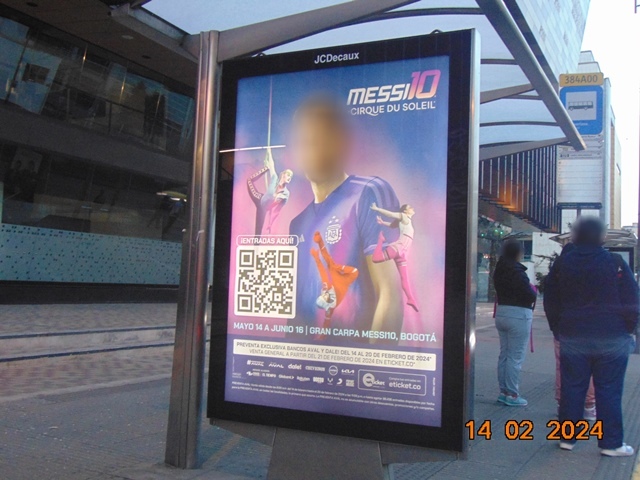 JCDecaux
MESSI10
CIRQUE DU SOLEIL
384A00
¡ENTRADAS AQUÍ!
MAYO 14 A JUNIO 16 | GRAN CARPA MESSI10, BOGOTÁ
PREVENTA EXCLUSIVA BANCOS AVAL Y DALE! DEL 14 AL 20 DE FEBRERO DE 2024*
VENTA GENERAL A PARTIR DEL 21 DE FEBRERO DE 2024 EN ETICKET.CO*
eticket.co
14 02 2024